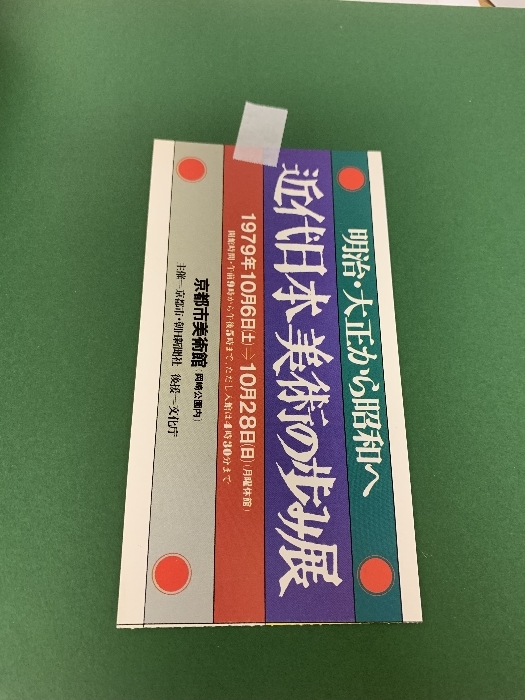 明治・大正から昭和へ
近代日本美術の歩み展
1979年10月6日(土)→10月28日(日)(月曜休館)
開館時間・午前9時から午後5時まで、ただし入館は4時30分まで
京都市美術館(岡崎公園内)
主催=京都市・朝日新聞社 後援=文化庁